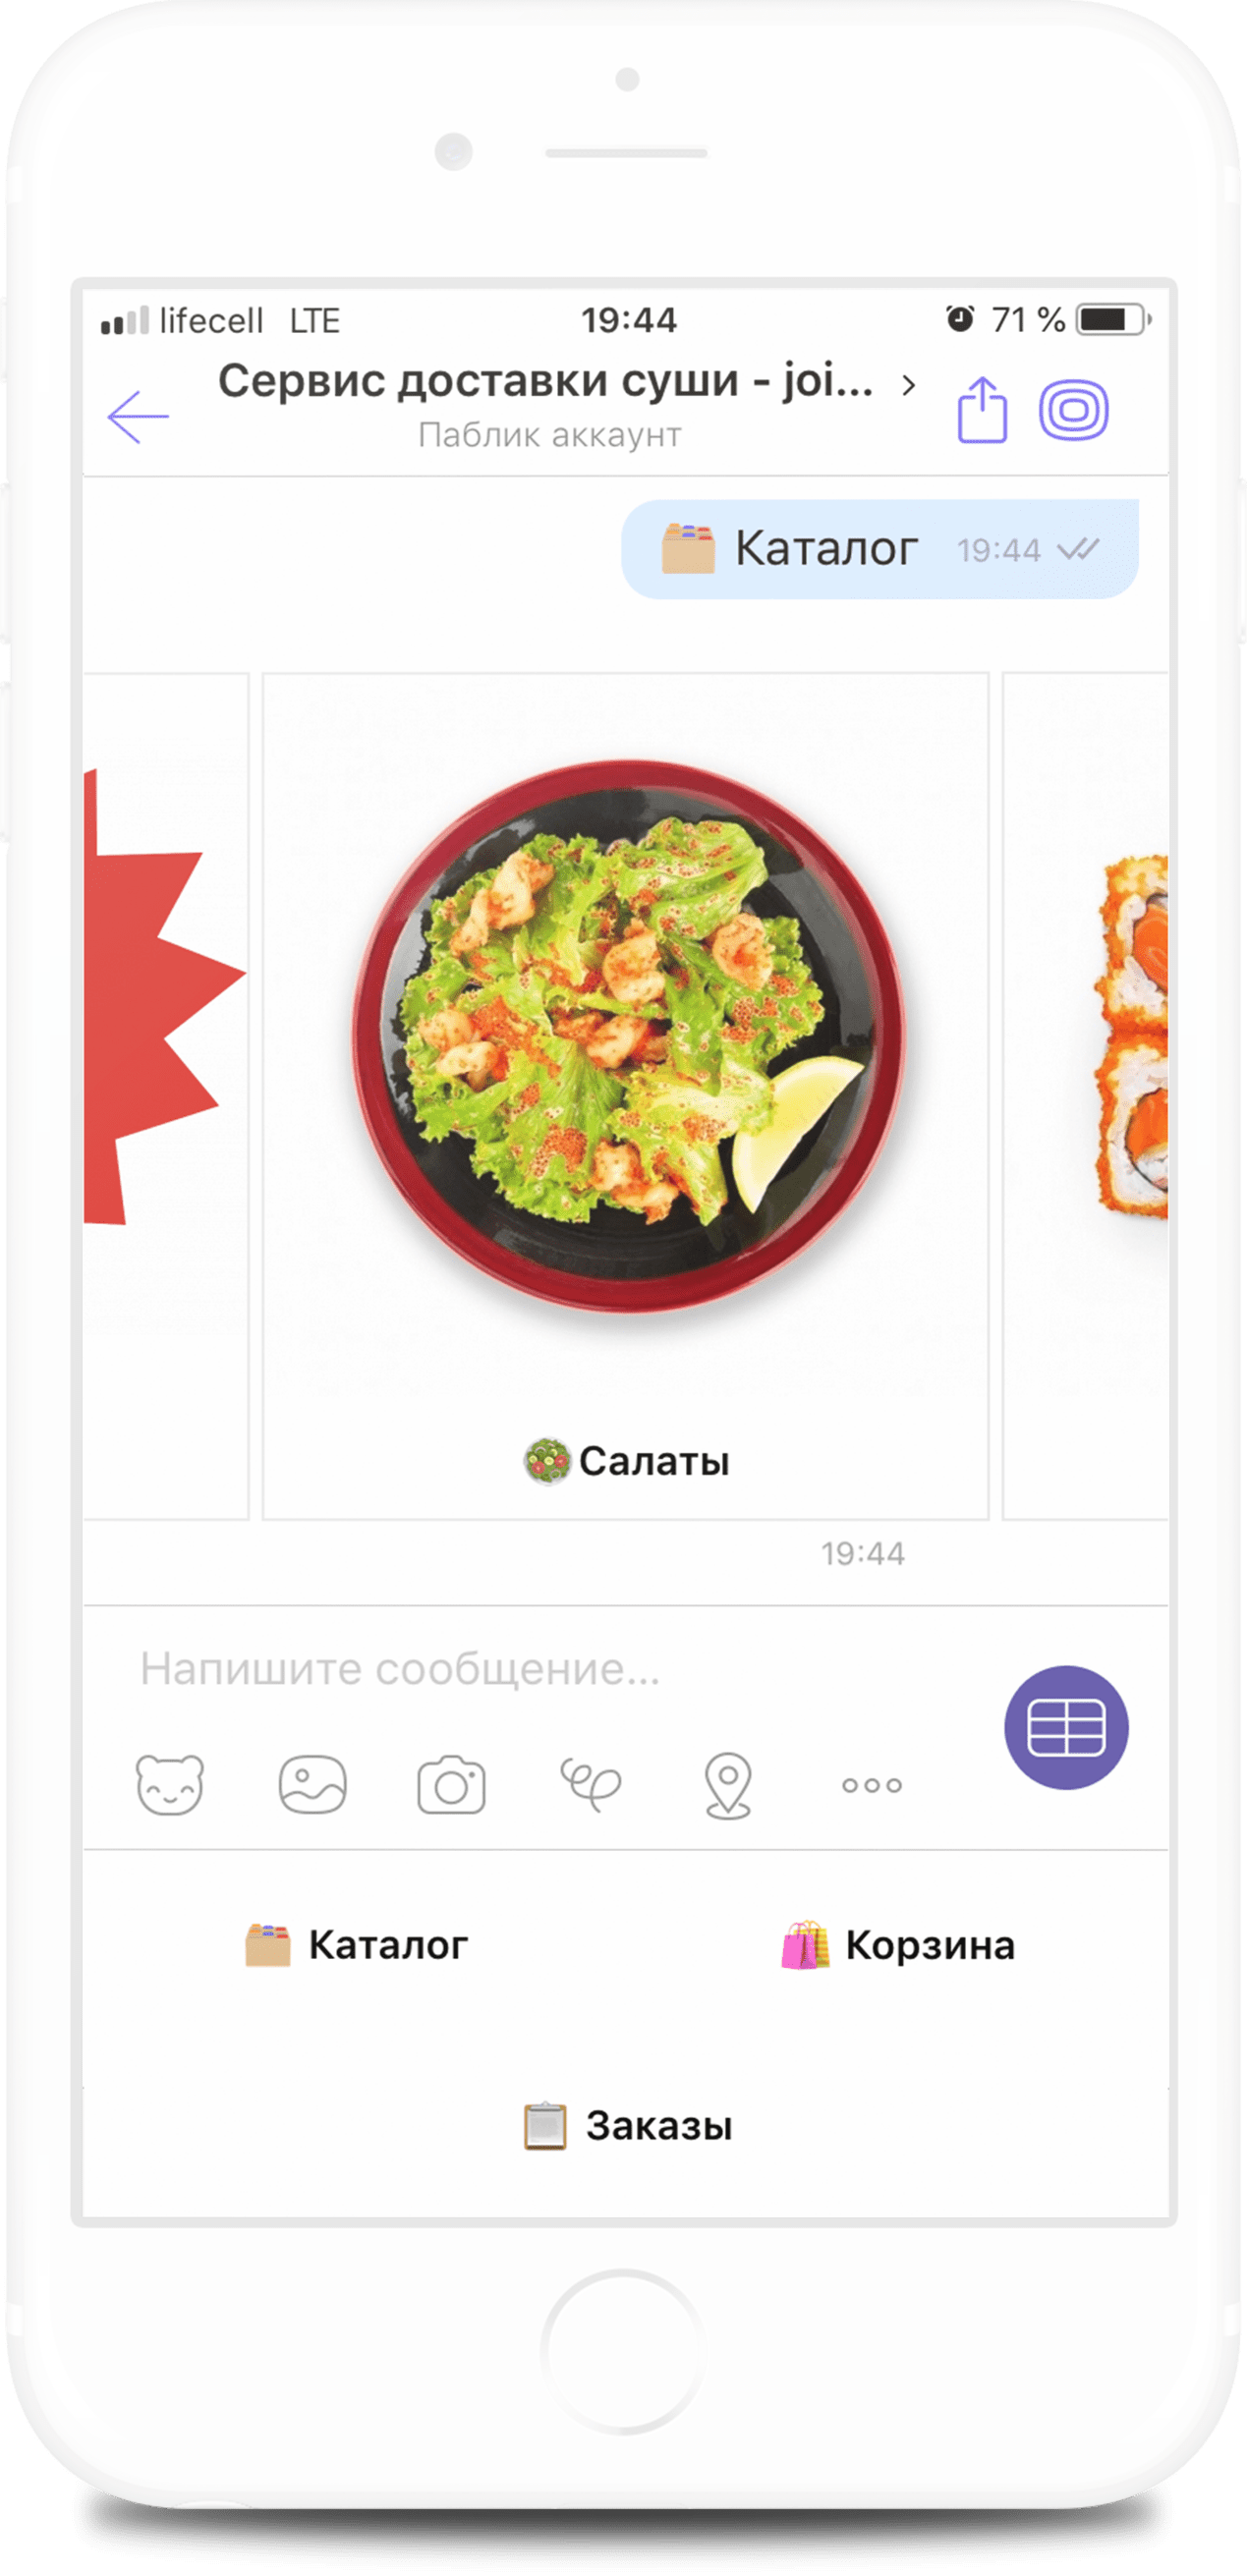 lifecell LTE 19:44 71 %
Сервис доставки суши - joi...
Паблик аккаунт
Каталог 19:44
Салаты
19:44
Напишите сообщение...
Каталог Корзина
Заказы